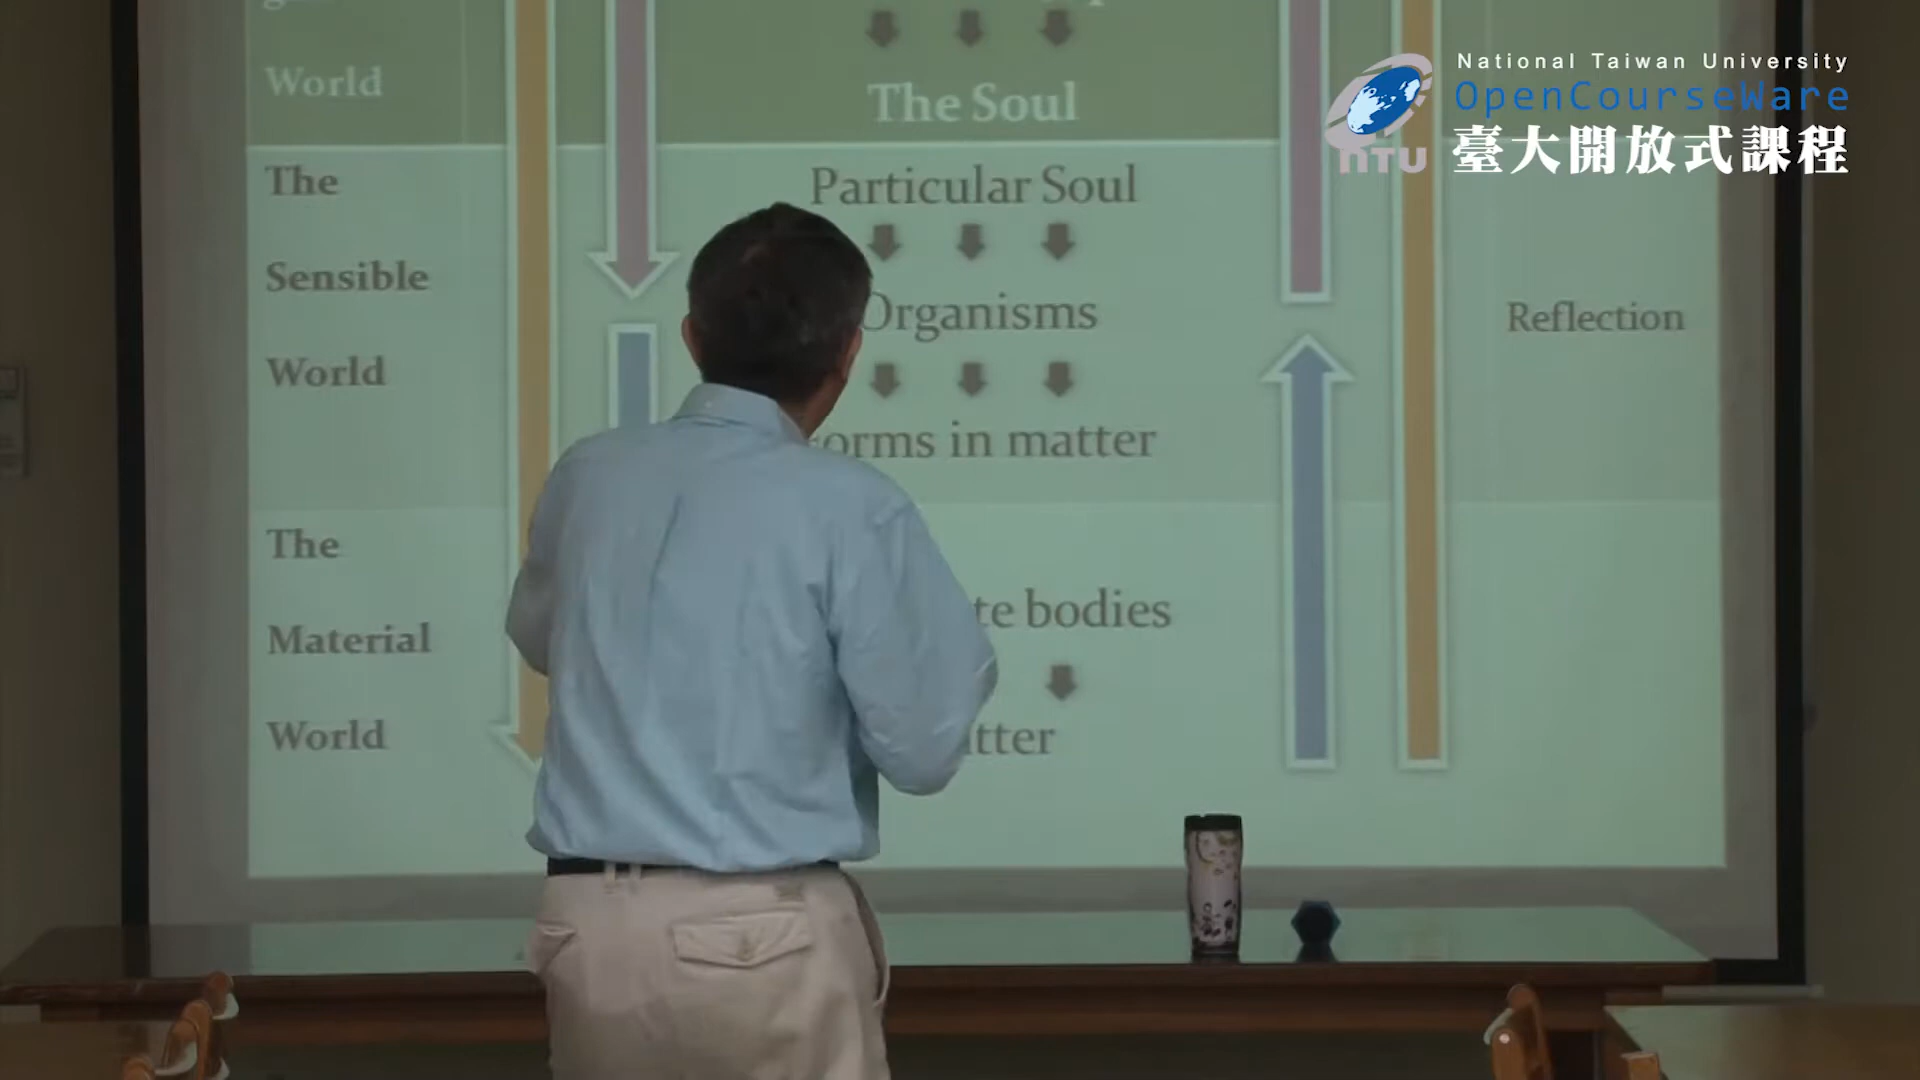 National Taiwan University
OpenCourseWare
臺大開放式課程
NTU
World
The Soul
The
Sensible
World
Particular Soul
Organisms
orms in matter
Reflection
The
Material
World
te bodies
tter